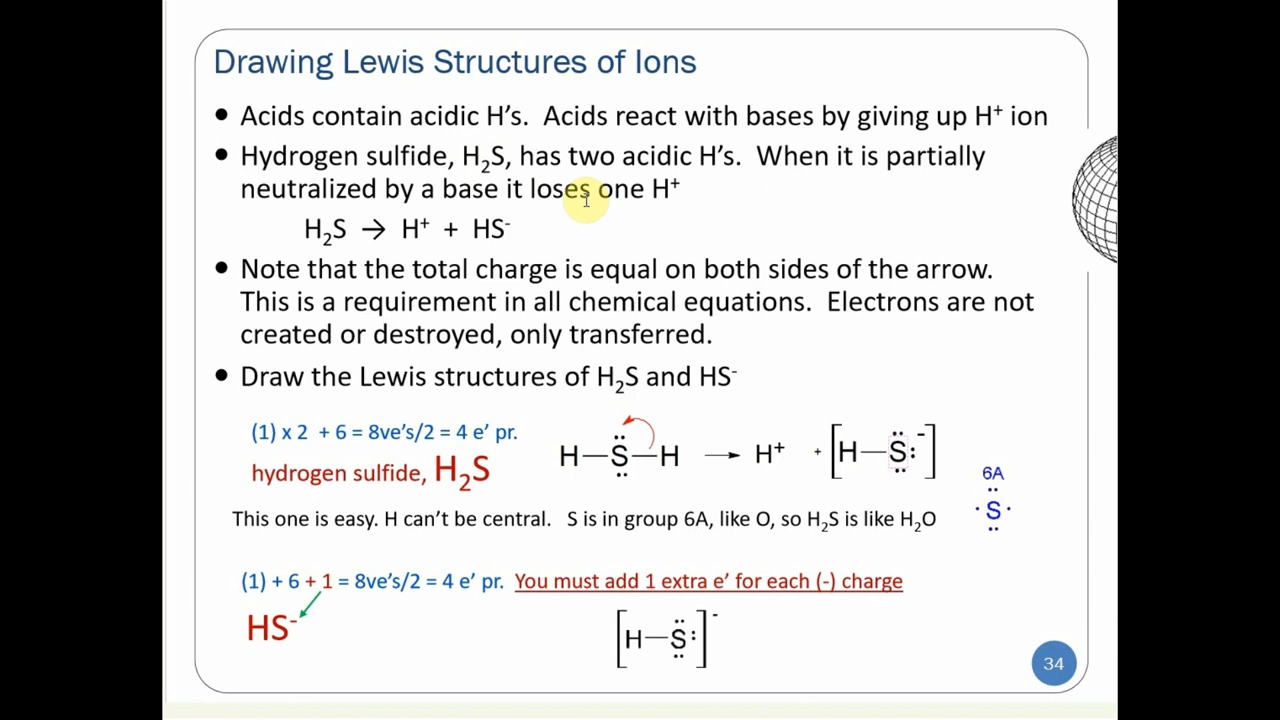 Drawing Lewis Structures of Ions
• Acids contain acidic H's. Acids react with bases by giving up H⁺ ion
• Hydrogen sulfide, H₂S, has two acidic H's. When it is partially
neutralized by a base it loses one H⁺
H₂S → H⁺ + HS⁻
• Note that the total charge is equal on both sides of the arrow.
This is a requirement in all chemical equations. Electrons are not
created or destroyed, only transferred.
• Draw the Lewis structures of H₂S and HS⁻
(1) x 2 + 6 = 8ve's/2 = 4 e' pr.
hydrogen sulfide, H₂S
H—S—H → H⁺ + [H—S:⁻]
6A
· S ·
This one is easy. H can't be central. S is in group 6A, like O, so H₂S is like H₂O
(1) + 6 + 1 = 8ve's/2 = 4 e' pr. You must add 1 extra e' for each (-) charge
HS⁻
[H—S:]⁻
34